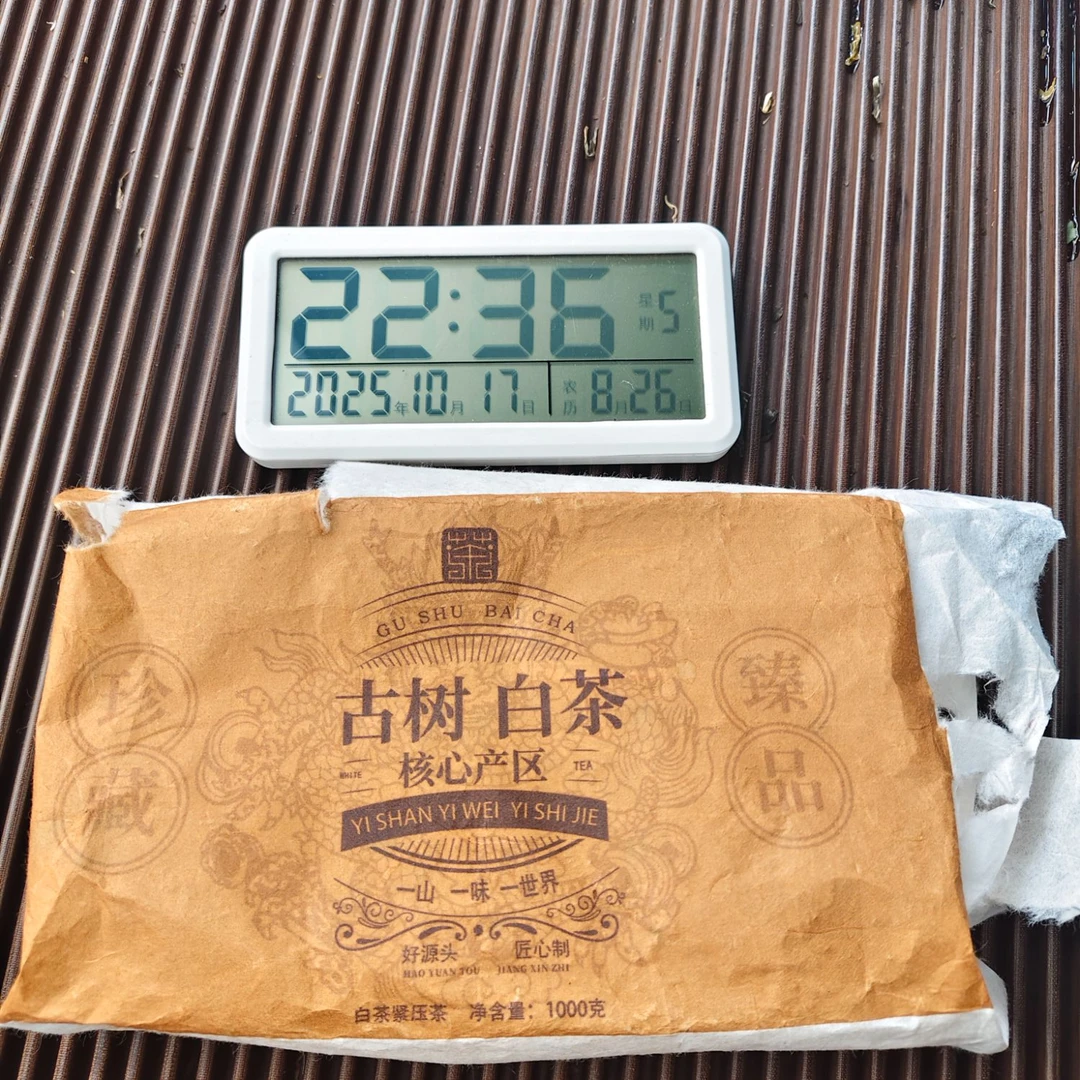 22:36 星期5
2025年10月17日 农历8月26日
茶
GU SHU BAI CHA
古树 白茶
WHITE 核心产区 TEA
YI SHAN YI WEI YI SHI JIE
一山 一味 一世界
好源头 匠心制
HAO YUAN TOU JIANG XIN ZHI
白茶紧压茶 净含量：1000克
珍藏
臻品